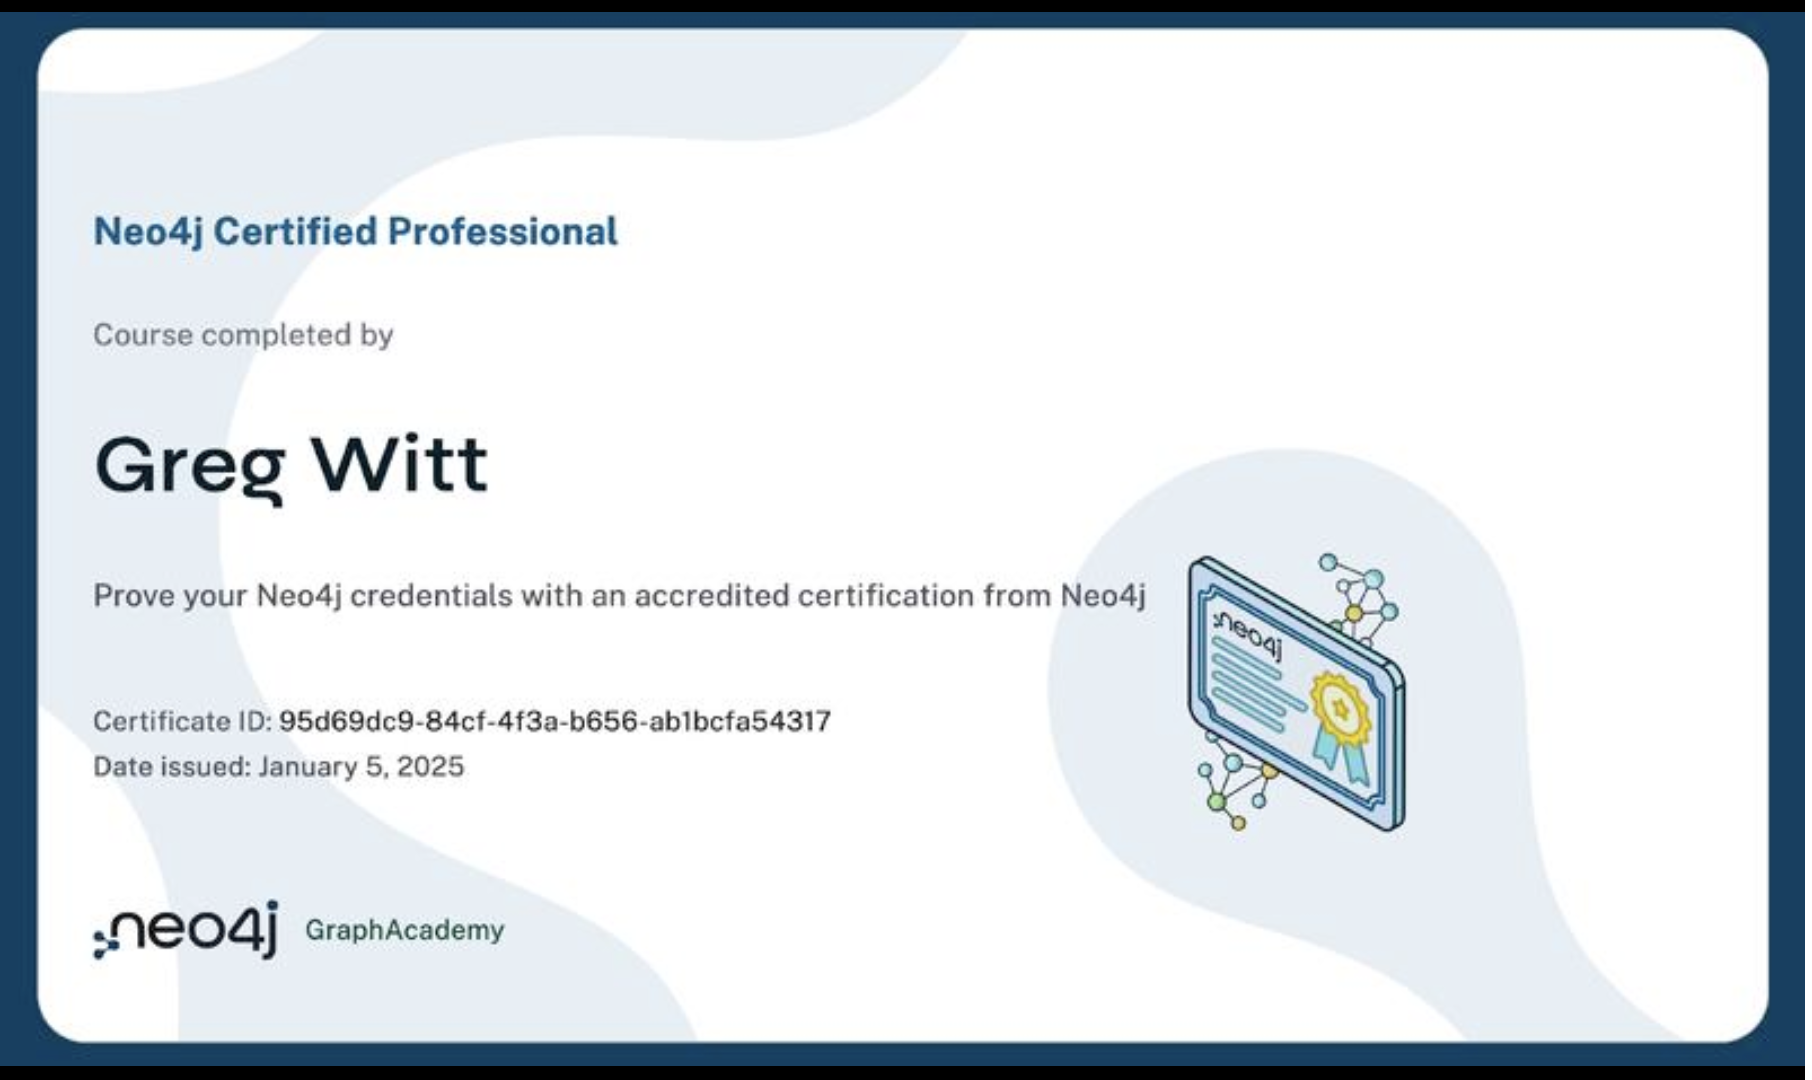 Neo4j Certified Professional
Course completed by
Greg Witt
Prove your Neo4j credentials with an accredited certification from Neo4j
neo4j
Certificate ID: 95d69dc9-84cf-4f3a-b656-ab1bcfa54317
Date issued: January 5, 2025
neo4j GraphAcademy